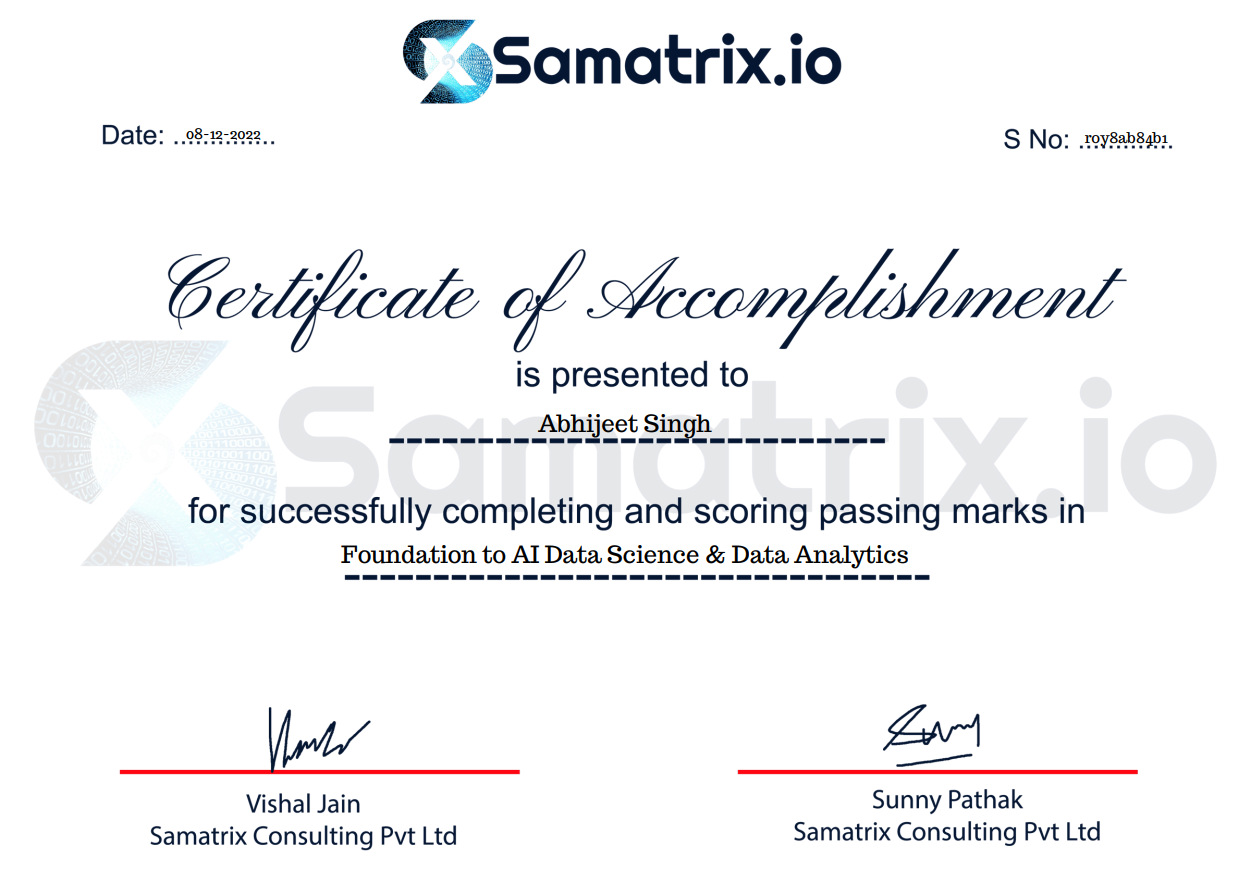 Samatrix.io
Date: ..08-12-2022..
S No: ..roy8ab84b1..
Certificate of Accomplishment
is presented to
Abhijeet Singh
Samatrix.io
for successfully completing and scoring passing marks in
Foundation to AI Data Science & Data Analytics
Vishal Jain
Samatrix Consulting Pvt Ltd
Sunny Pathak
Samatrix Consulting Pvt Ltd